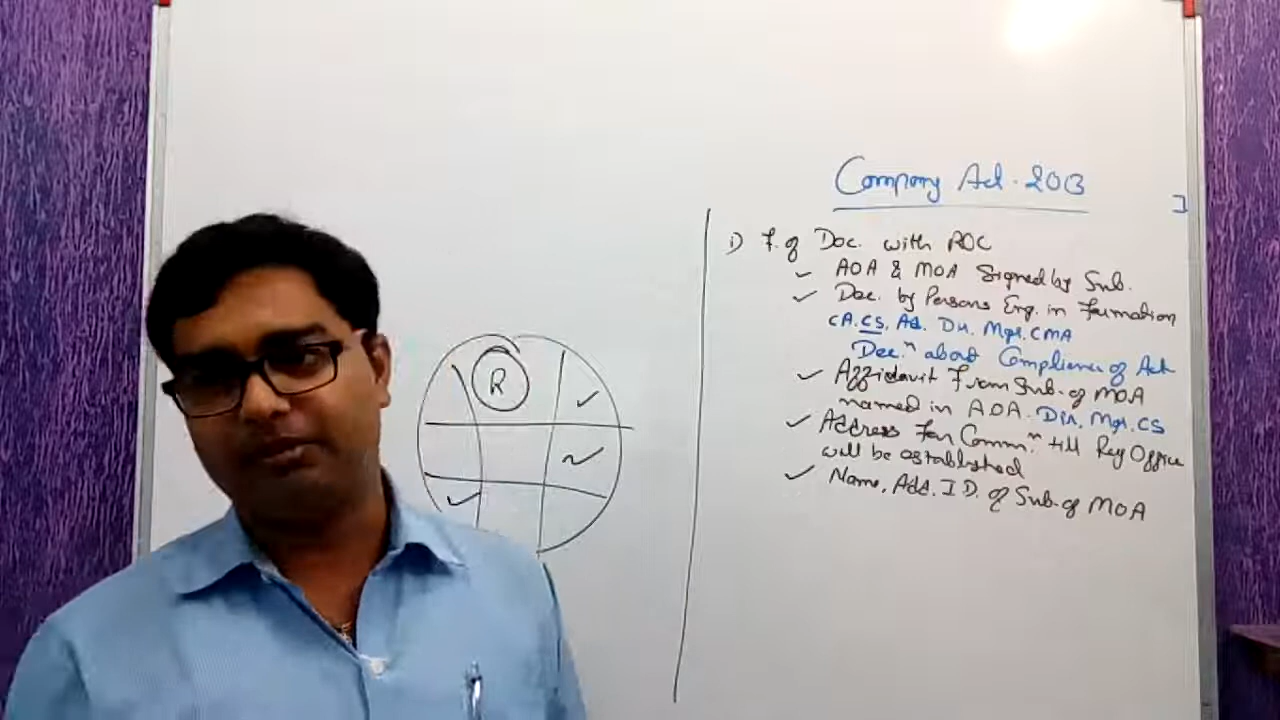 Company Act. 2013
I
1) F. of Doc. with ROC
✓ AOA & MOA Signed by Sub.
✓ Dec. by Persons Eng. in Formation
CA. CS. Ad. Dir. Mgr. CMA
Decⁿ about Compliance of Act
✓ Affidavit From Sub. of MOA
named in AOA. Dir, Mgr, CS
✓ Address For Commⁿ. till Reg Office
will be established
✓ Name, Add. I.D. of Sub. of MOA
R